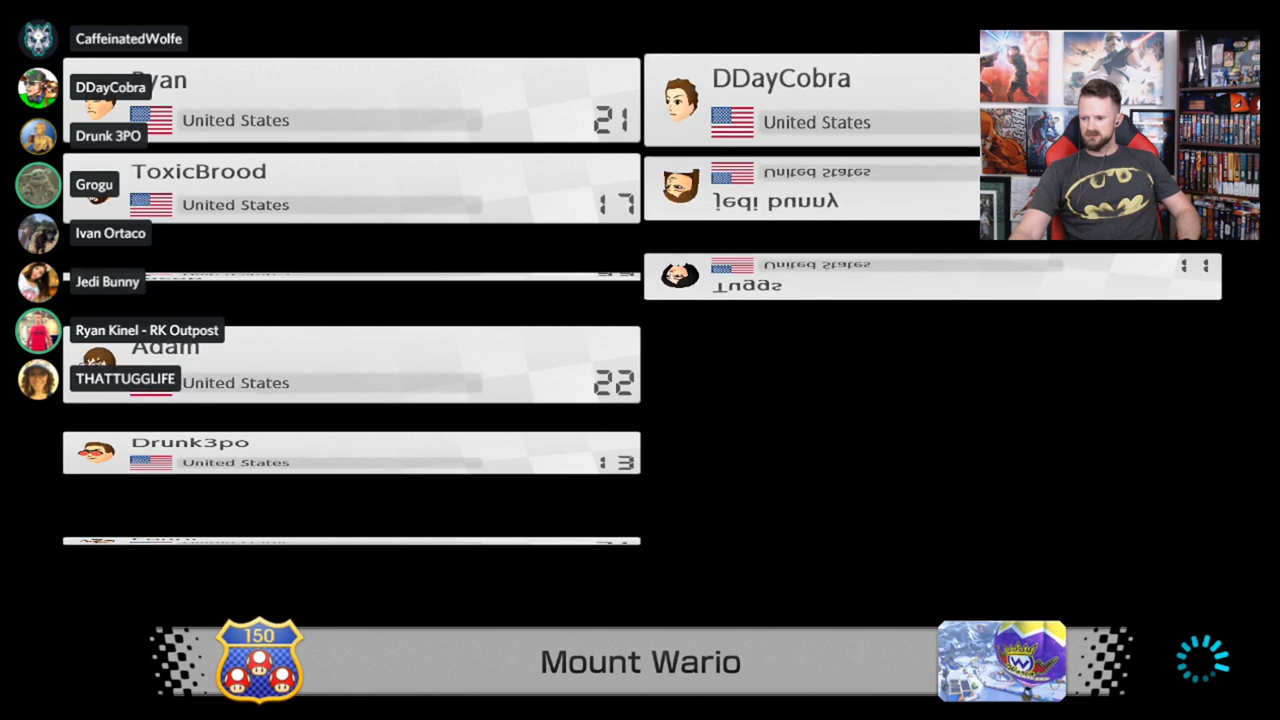 CaffeinatedWolfe
DDayCobra
Drunk 3PO
Grogu
Ivan Ortaco
Jedi Bunny
Ryan Kinel - RK Outpost
THATTUGGLIFE
United States
21
ToxicBrood
United States
17
Adam
United States
22
Drunk3po
United States
13
DDayCobra
United States
United States
jedi bunny
United States
11
Tuggs
150
Mount Wario